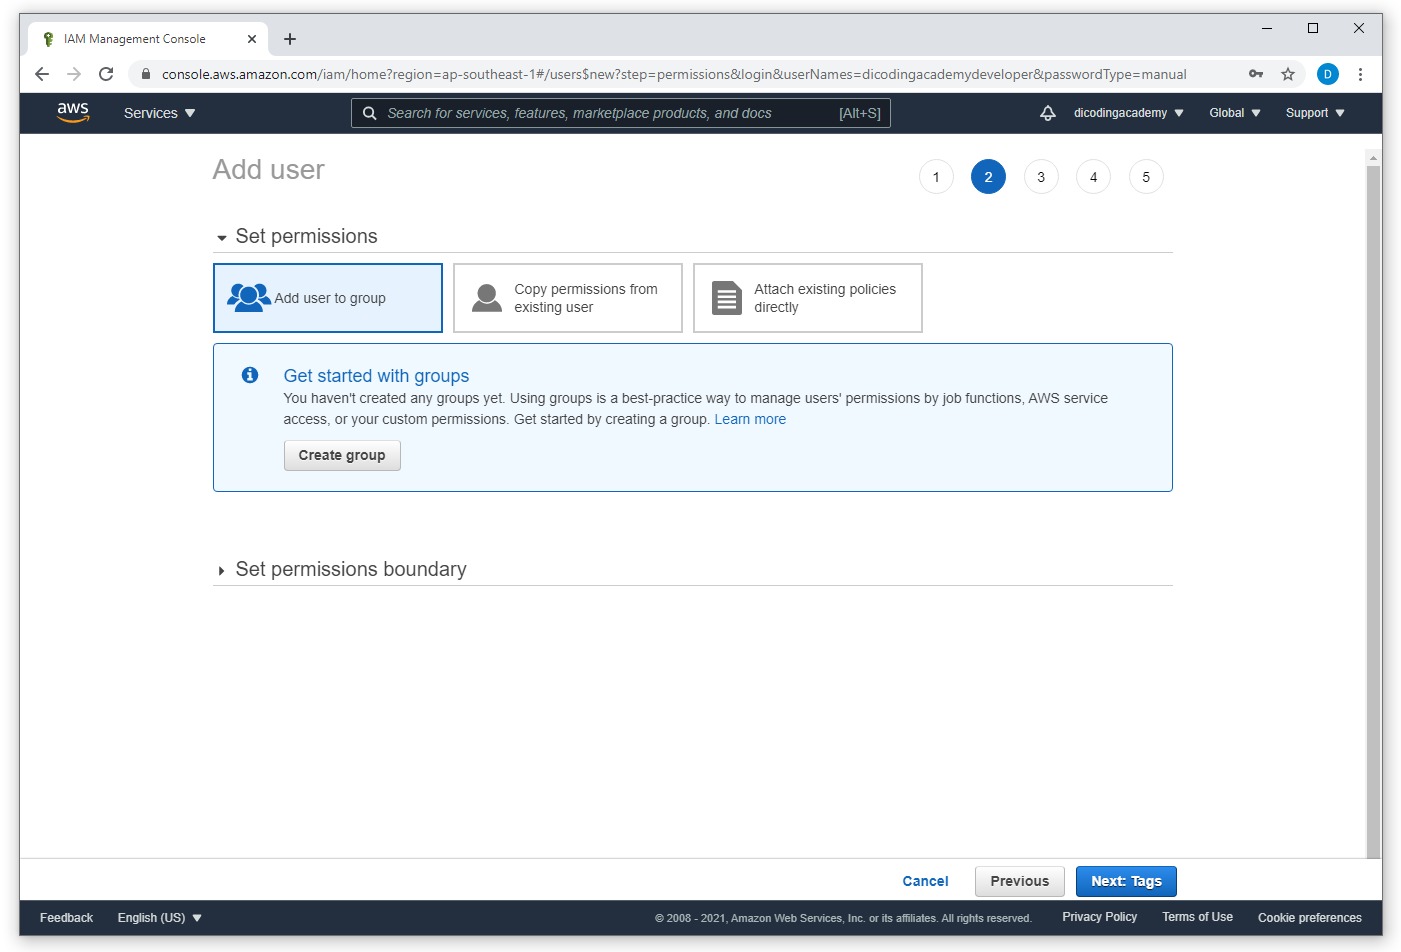 IAM Management Console
console.aws.amazon.com/iam/home?region=ap-southeast-1#/users$new?step=permissions&login&userNames=dicodingacademydeveloper&passwordType=manual
D
aws
Services
Search for services, features, marketplace products, and docs
[Alt+S]
dicodingacademy
Global
Support
Add user
1
2
3
4
5
Set permissions
Add user to group
Copy permissions from
existing user
Attach existing policies
directly
Get started with groups
You haven't created any groups yet. Using groups is a best-practice way to manage users' permissions by job functions, AWS service
access, or your custom permissions. Get started by creating a group. Learn more
Create group
Set permissions boundary
Cancel
Previous
Next: Tags
Feedback
English (US)
© 2008 - 2021, Amazon Web Services, Inc. or its affiliates. All rights reserved.
Privacy Policy
Terms of Use
Cookie preferences